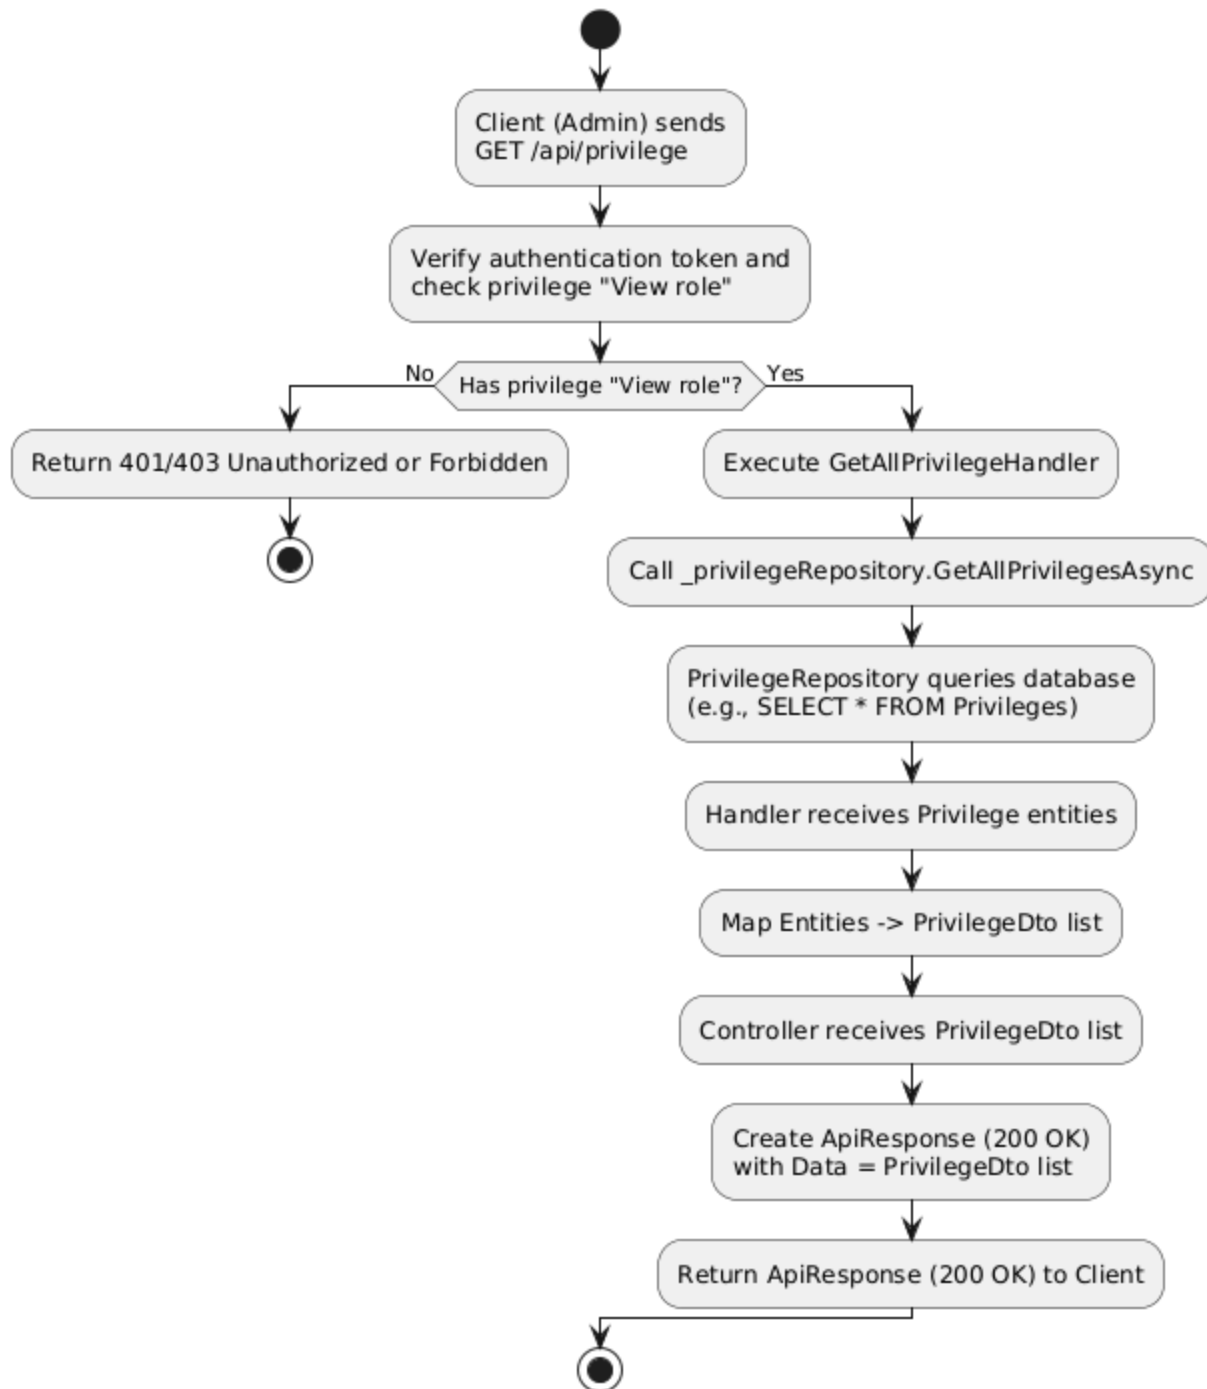 Client (Admin) sends
GET /api/privilege
Verify authentication token and
check privilege "View role"
No
Has privilege "View role"?
Yes
Return 401/403 Unauthorized or Forbidden
Execute GetAllPrivilegeHandler
Call _privilegeRepository.GetAllPrivilegesAsync
PrivilegeRepository queries database
(e.g., SELECT * FROM Privileges)
Handler receives Privilege entities
Map Entities -> PrivilegeDto list
Controller receives PrivilegeDto list
Create ApiResponse (200 OK)
with Data = PrivilegeDto list
Return ApiResponse (200 OK) to Client